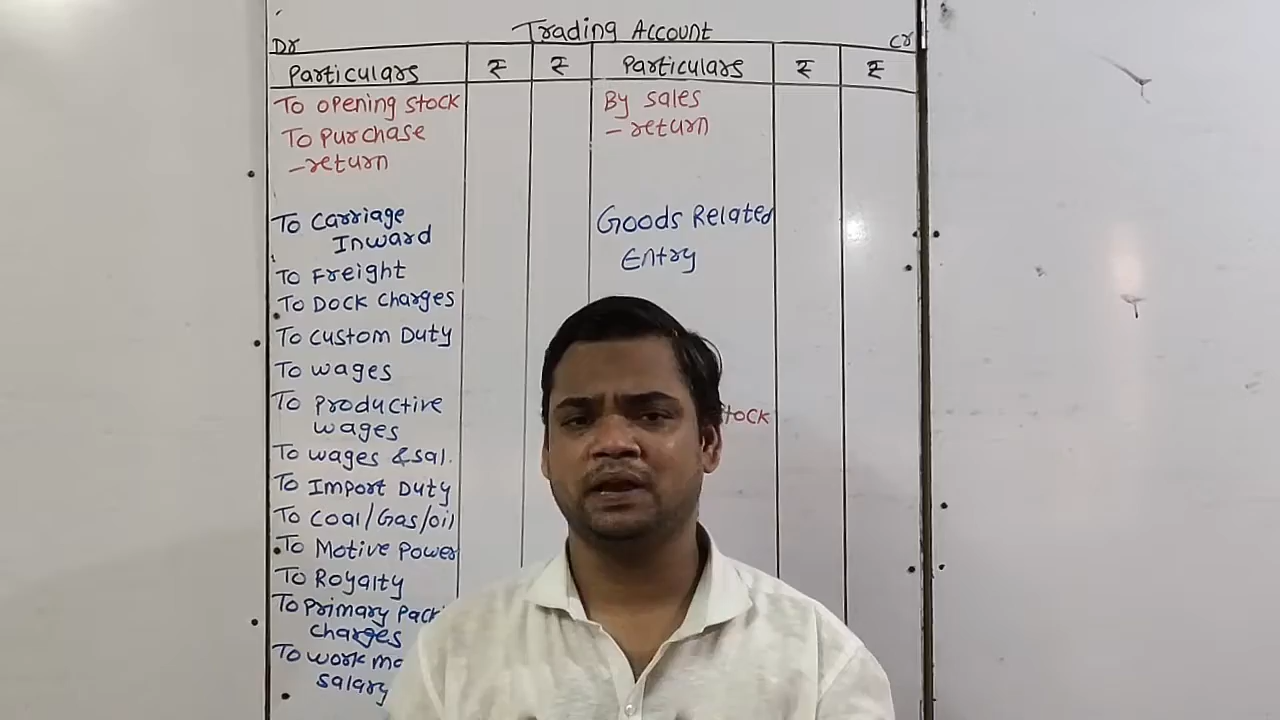 Trading Account
Dr
Cr
Particulars ₹ ₹ Particulars ₹ ₹
To opening stock
To Purchase
- return
To Carriage
Inward
To Freight
To Dock Charges
To Custom Duty
To wages
To Productive
wages
To wages & sal.
To Import Duty
To Coal/Gas/oil
To Motive Power
To Royalty
To Primary Pack
charges
To work ma
salary
By sales
- return
Goods Related
Entry
stock